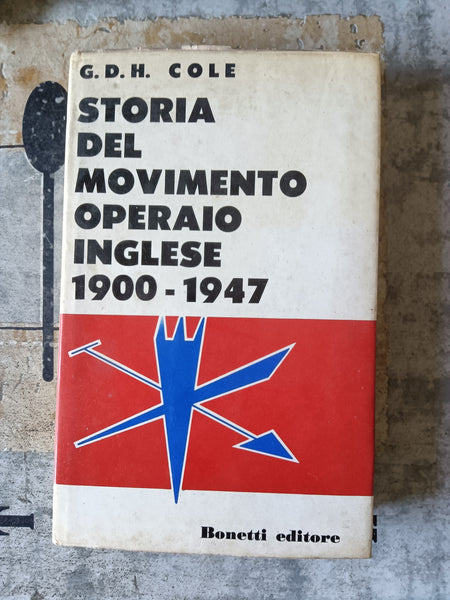 G. D. H. COLE
STORIA
DEL
MOVIMENTO
OPERAIO
INGLESE
1900 - 1947
Bonetti editore